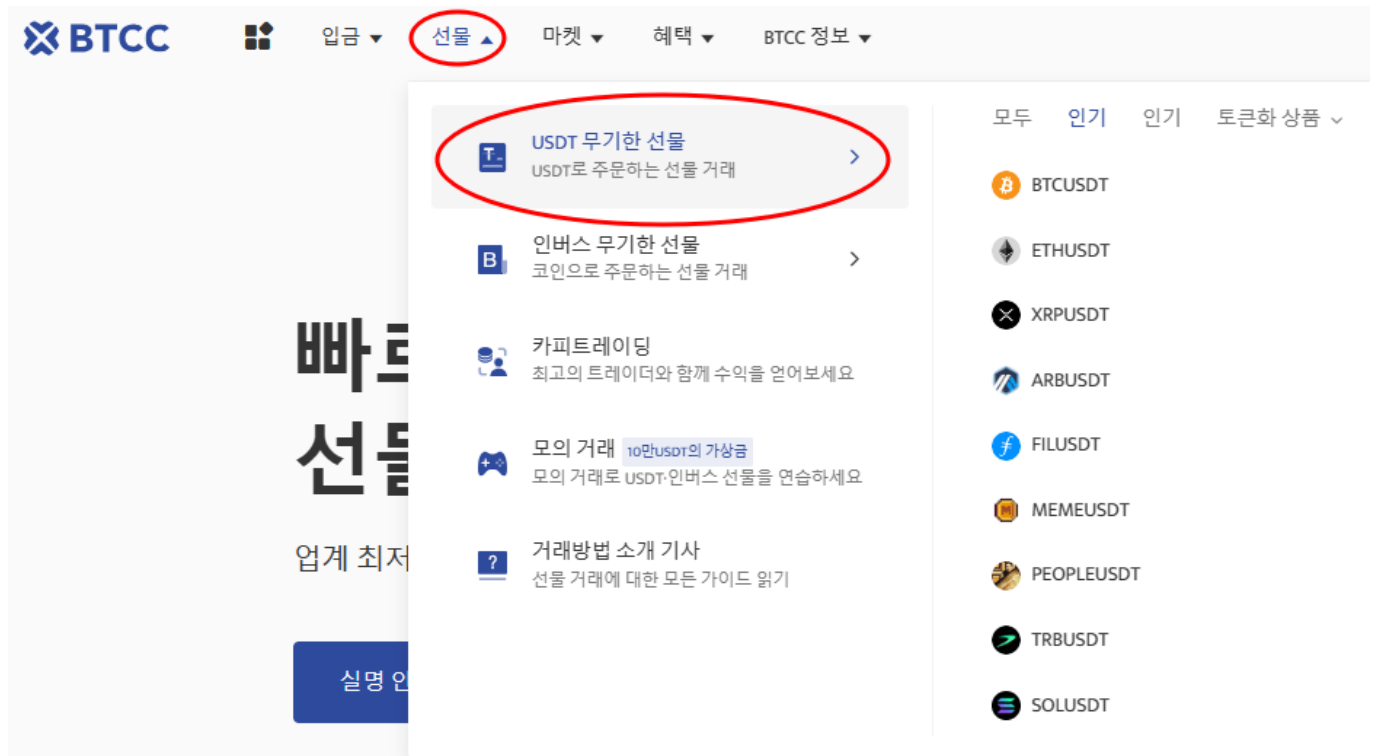 BTCC
입금 ▼
선물 ▲
마켓 ▼
혜택 ▼
BTCC 정보 ▼
USDT 무기한 선물
USDT로 주문하는 선물 거래
인버스 무기한 선물
코인으로 주문하는 선물 거래
카피트레이딩
최고의 트레이더와 함께 수익을 얻어보세요
모의 거래 10만USDT의 가상금
모의 거래로 USDT·인버스 선물을 연습하세요
거래방법 소개 기사
선물 거래에 대한 모든 가이드 읽기
모두 인기 인기 토큰화 상품
BTCUSDT
ETHUSDT
XRPUSDT
ARBUSDT
FILUSDT
MEMEUSDT
PEOPLEUSDT
TRBUSDT
SOLUSDT
업계 최저
실명